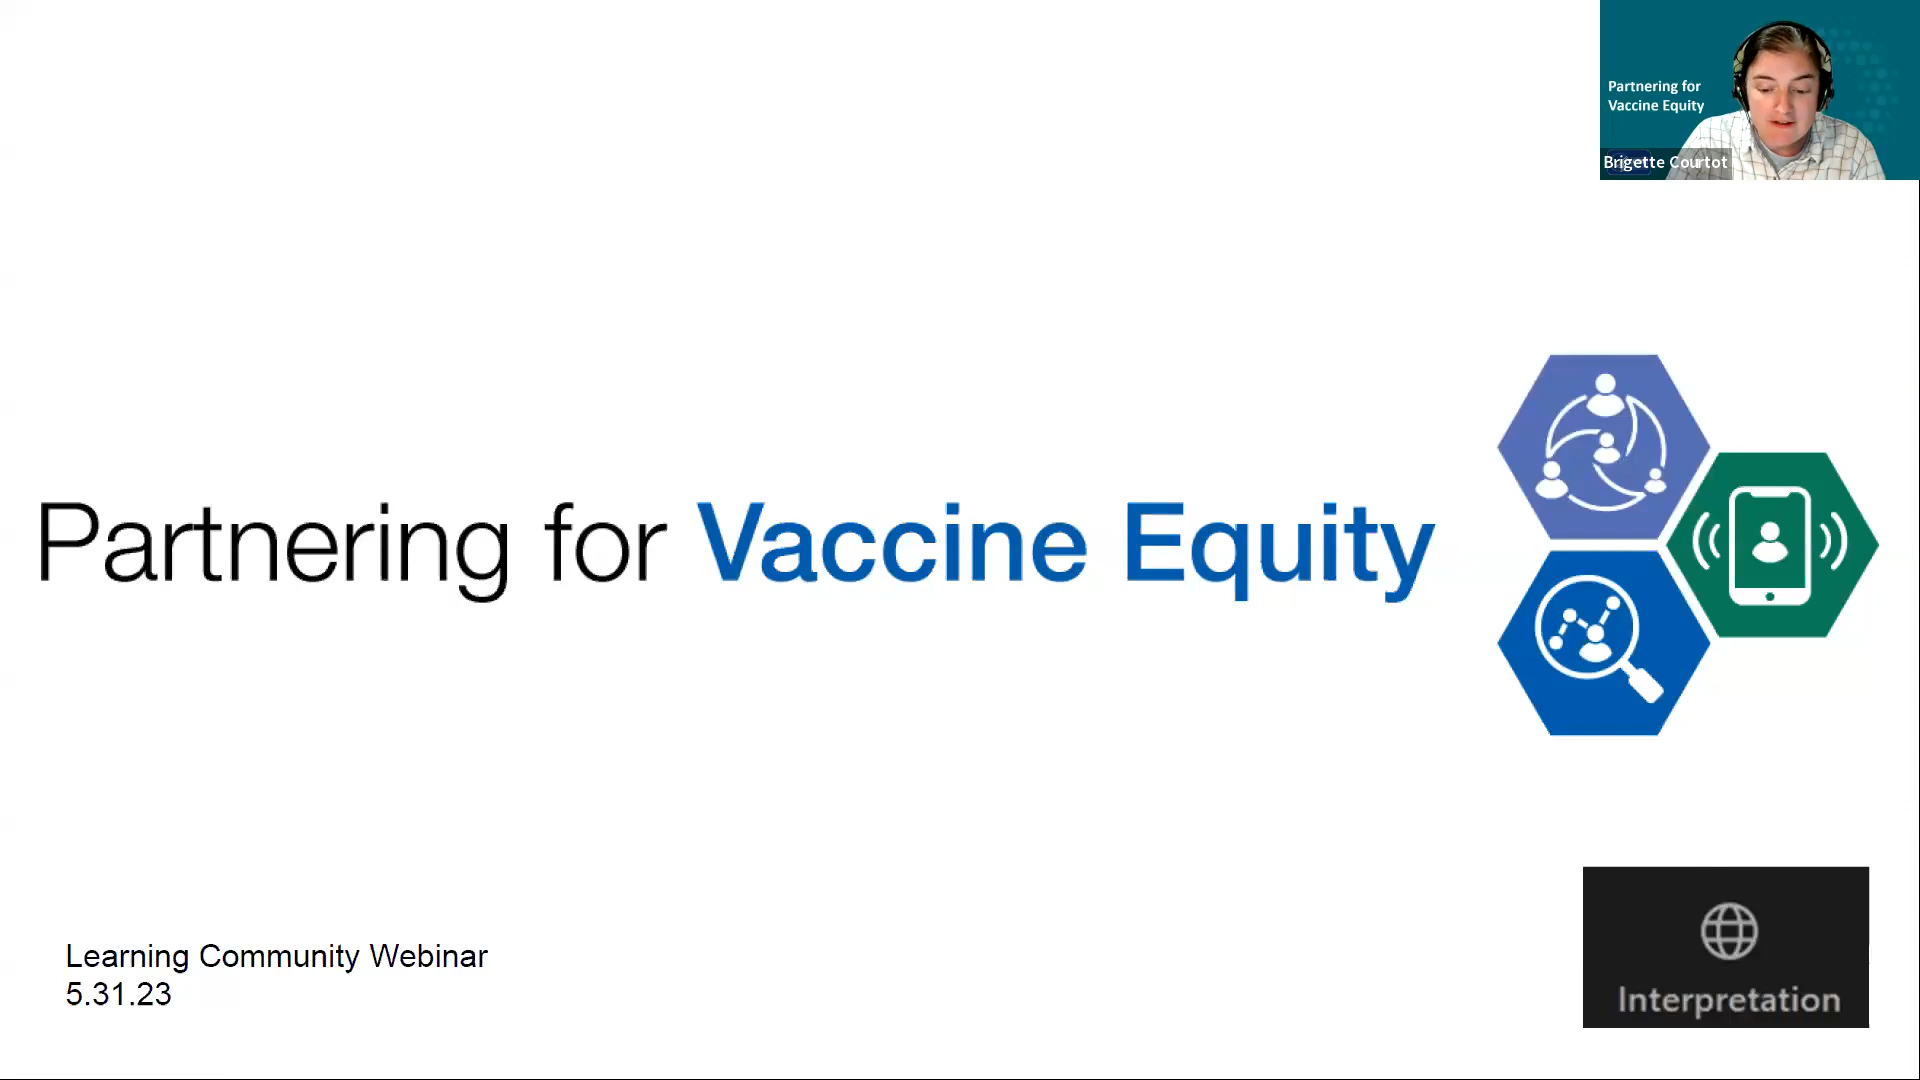 Partnering for
Vaccine Equity
Brigette Courtot
Partnering for Vaccine Equity
Learning Community Webinar
5.31.23
Interpretation